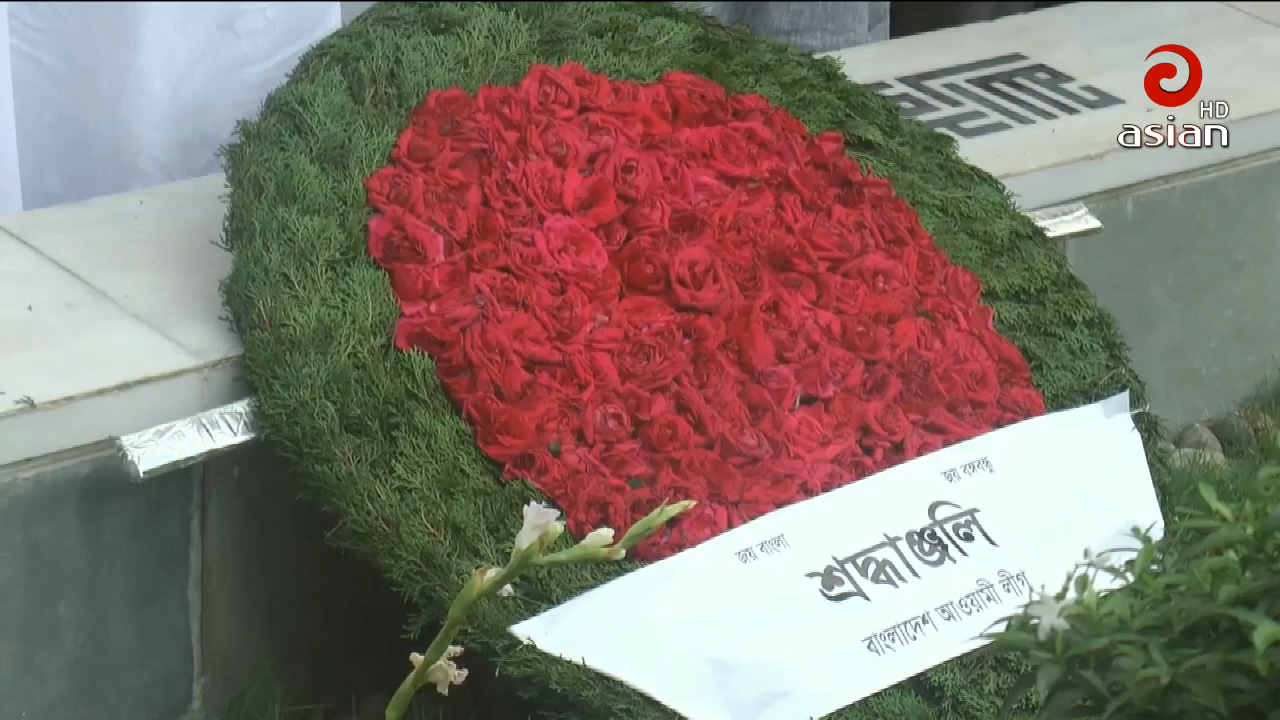 HD
asian
জয় বাংলা
জয় বঙ্গবন্ধু
শ্রদ্ধাঞ্জলি
বাংলাদেশ আওয়ামী লীগ